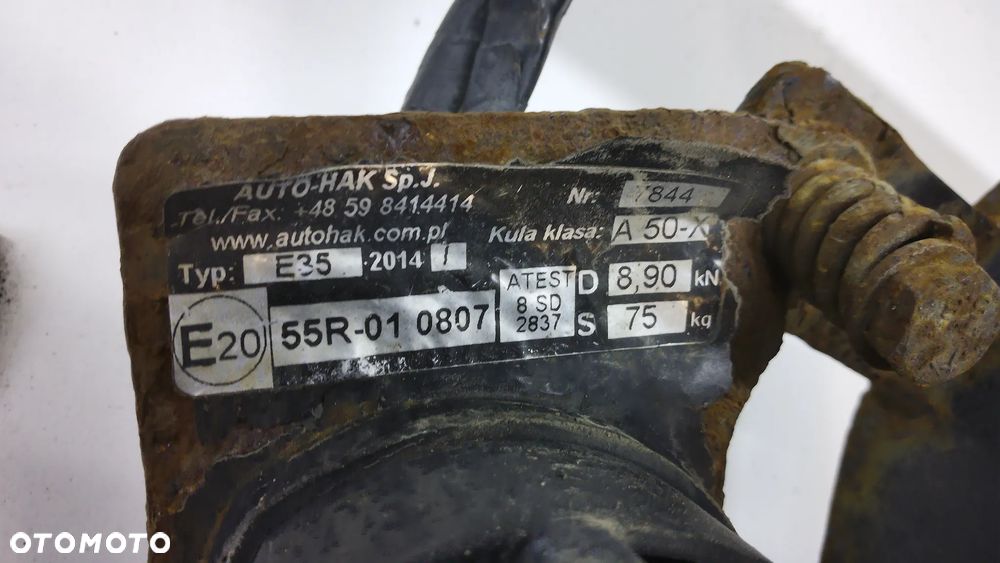 AUTO-HAK Sp.J.
Tel./Fax: +48 59 8414414
www.autohak.com.pl
Nr: 7844
Kula klasa: A 50-X
Typ: E35 · 2014
E20
55R-01 0807
ATEST
8 SD
2837
D 8,90 kN
S 75 kg
OTOMOTO